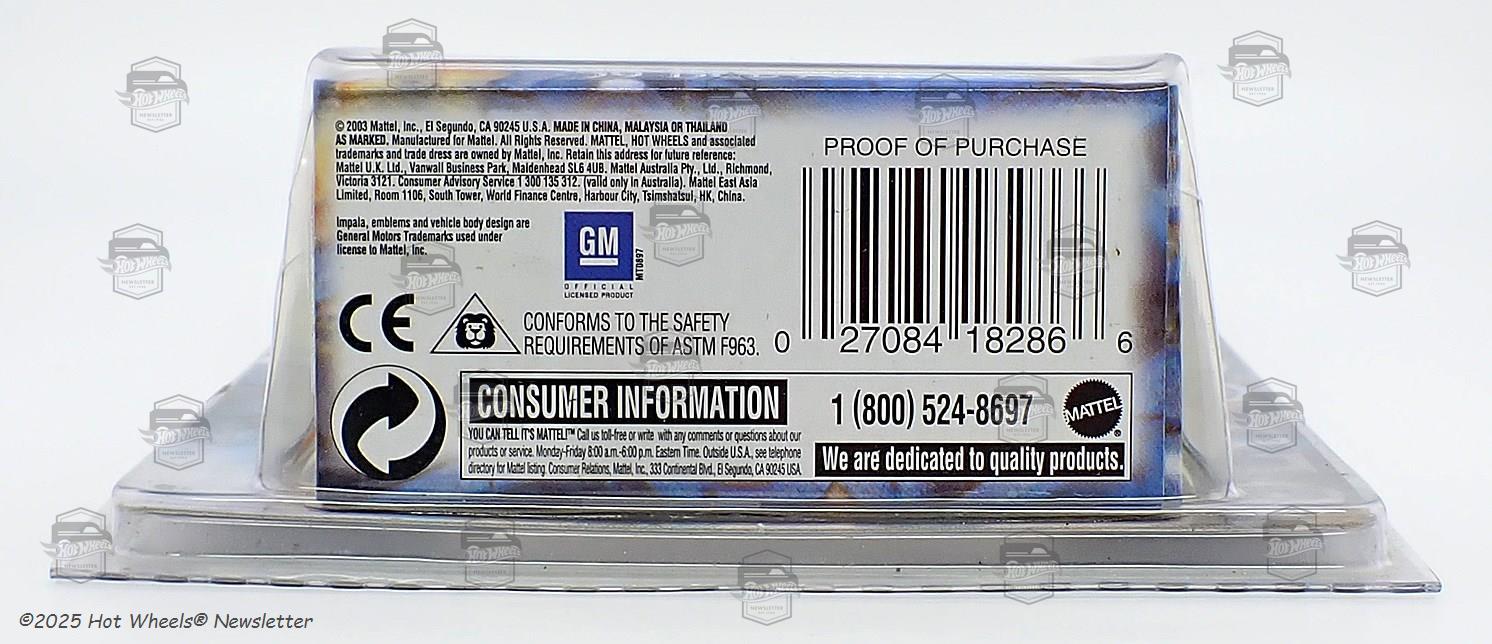 © 2003 Mattel, Inc., El Segundo, CA 90245 U.S.A. MADE IN CHINA, MALAYSIA OR THAILAND
AS MARKED. Manufactured for Mattel. All Rights Reserved. MATTEL, HOT WHEELS and associated
trademarks and trade dress are owned by Mattel, Inc. Retain this address for future reference:
Mattel U.K. Ltd., Vanwall Business Park, Maidenhead SL6 4UB. Mattel Australia Pty., Ltd., Richmond,
Victoria 3121. Consumer Advisory Service 1 300 135 312. (valid only in Australia). Mattel East Asia
Limited, Room 1106, South Tower, World Finance Centre, Harbour City, Tsimshatsui, HK, China.
Impala, emblems and vehicle body design are
General Motors Trademarks used under
license to Mattel, Inc.
GM
OFFICIAL
LICENSED PRODUCT
MT0897
CE
CONFORMS TO THE SAFETY
REQUIREMENTS OF ASTM F963.
PROOF OF PURCHASE
0 27084 18286 6
CONSUMER INFORMATION
YOU CAN TELL IT'S MATTEL!™ Call us toll-free or write with any comments or questions about our
products or service. Monday-Friday 8:00 a.m.-6:00 p.m. Eastern Time. Outside U.S.A., see telephone
directory for Mattel listing. Consumer Relations, Mattel, Inc., 333 Continental Blvd., El Segundo, CA 90245 USA.
1 (800) 524-8697
MATTEL®
We are dedicated to quality products.
Hot Wheels
NEWSLETTER
©2025 Hot Wheels® Newsletter